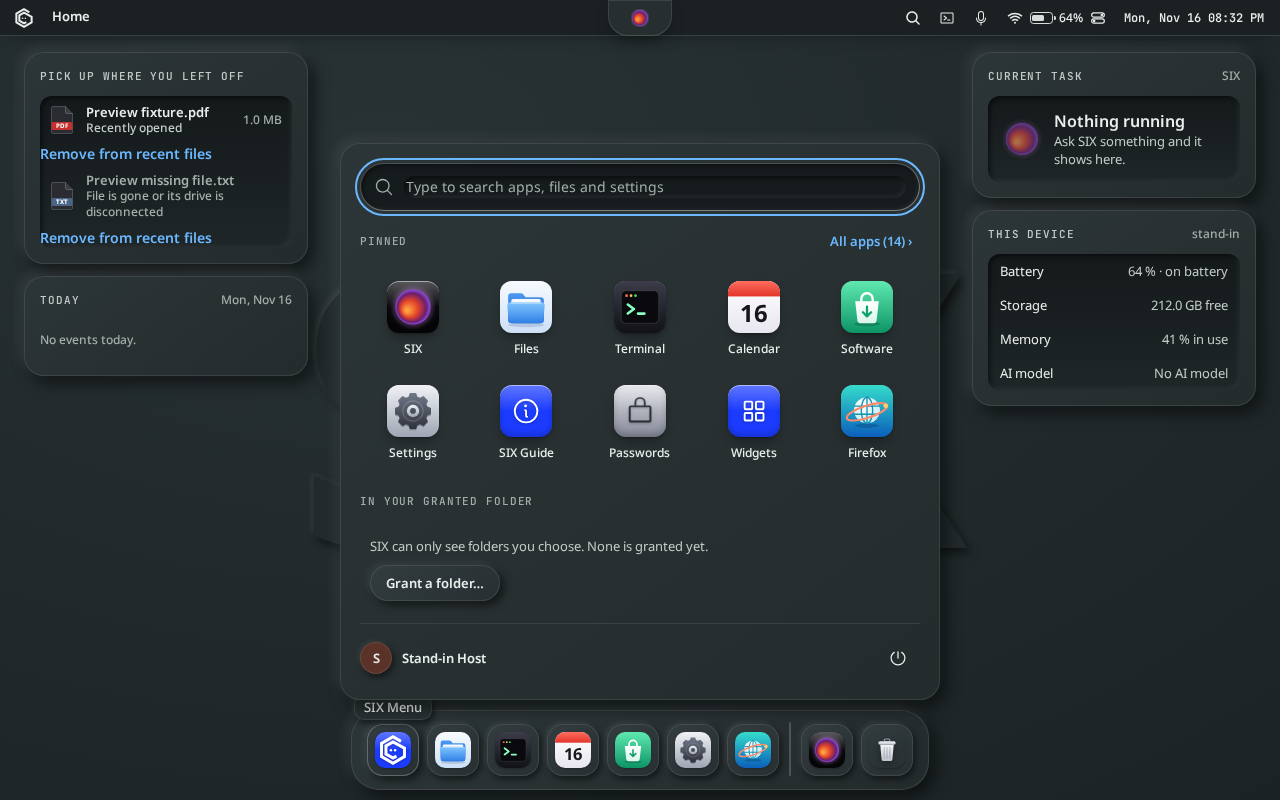 Home
64%
Mon, Nov 16 08:32 PM
PICK UP WHERE YOU LEFT OFF
PDF
Preview fixture.pdf
Recently opened
1.0 MB
Remove from recent files
TXT
Preview missing file.txt
File is gone or its drive is
disconnected
Remove from recent files
TODAY
Mon, Nov 16
No events today.
Type to search apps, files and settings
PINNED
All apps (14) ›
16
SIX
Files
Terminal
Calendar
Software
Settings
SIX Guide
Passwords
Widgets
Firefox
IN YOUR GRANTED FOLDER
SIX can only see folders you choose. None is granted yet.
Grant a folder...
S
Stand-in Host
CURRENT TASK
SIX
Nothing running
Ask SIX something and it
shows here.
THIS DEVICE
stand-in
Battery
64 % · on battery
Storage
212.0 GB free
Memory
41 % in use
AI model
No AI model
SIX Menu
16